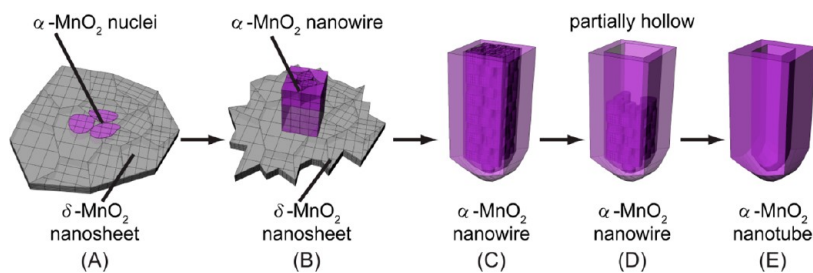 α-MnO₂ nuclei
α-MnO₂ nanowire
partially hollow
δ-MnO₂
nanosheet
(A)
δ-MnO₂
nanosheet
(B)
α-MnO₂
nanowire
(C)
α-MnO₂
nanowire
(D)
α-MnO₂
nanotube
(E)